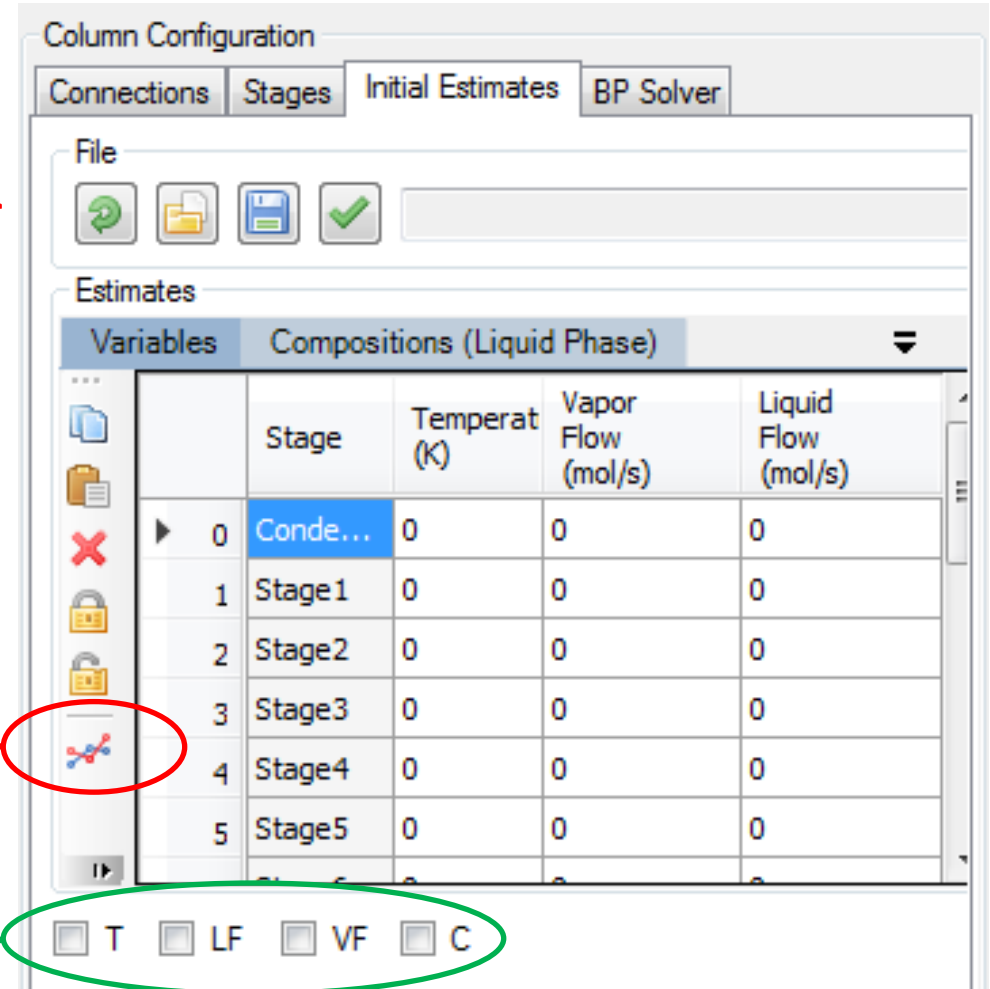 Column Configuration
Connections Stages Initial Estimates BP Solver
File
Estimates
Variables Compositions (Liquid Phase)
Stage Temperat (K) Vapor Flow (mol/s) Liquid Flow (mol/s)
0 Conde... 0 0 0
1 Stage1 0 0 0
2 Stage2 0 0 0
3 Stage3 0 0 0
4 Stage4 0 0 0
5 Stage5 0 0 0
T LF VF C